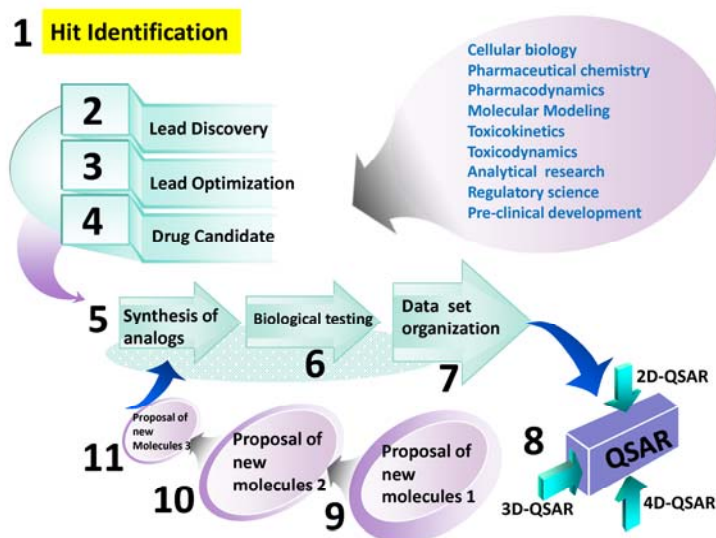 1 Hit Identification
Cellular biology
Pharmaceutical chemistry
Pharmacodynamics
Molecular Modeling
Toxicokinetics
Toxicodynamics
Analytical research
Regulatory science
Pre-clinical development
2
Lead Discovery
3
Lead Optimization
4
Drug Candidate
5
Synthesis of
analogs
Biological testing
6
Data set
organization
7
2D-QSAR
8
QSAR
3D-QSAR
4D-QSAR
Proposal of
new
molecules 1
9
Proposal of
new
molecules 2
10
Proposal of
new
Molecules 3
11